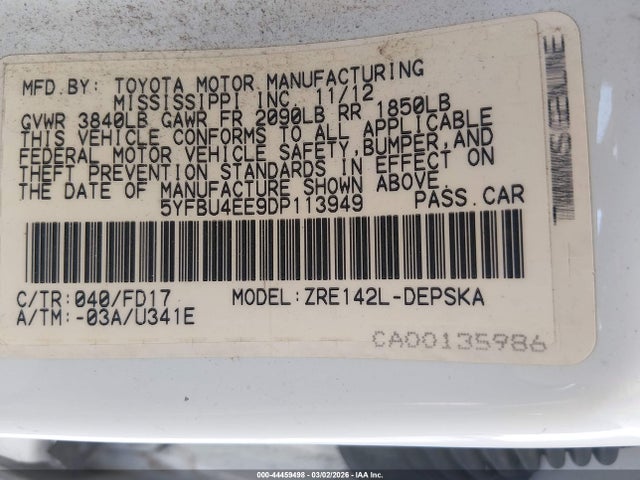 MFD.BY: TOYOTA MOTOR MANUFACTURING
MISSISSIPPI INC. 11/12
GVWR 3840LB GAWR FR 2090LB RR 1850LB
THIS VEHICLE CONFORMS TO ALL APPLICABLE
FEDERAL MOTOR VEHICLE SAFETY,BUMPER,AND
THEFT PREVENTION STANDARDS IN EFFECT ON
THE DATE OF MANUFACTURE SHOWN ABOVE.
5YFBU4EE9DP113949 PASS.CAR
C/TR:040/FD17 MODEL:ZRE142L-DEPSKA
A/TM:-03A/U341E
CA00135986
000-44459498 | 03/02/2026 | IAA Inc.